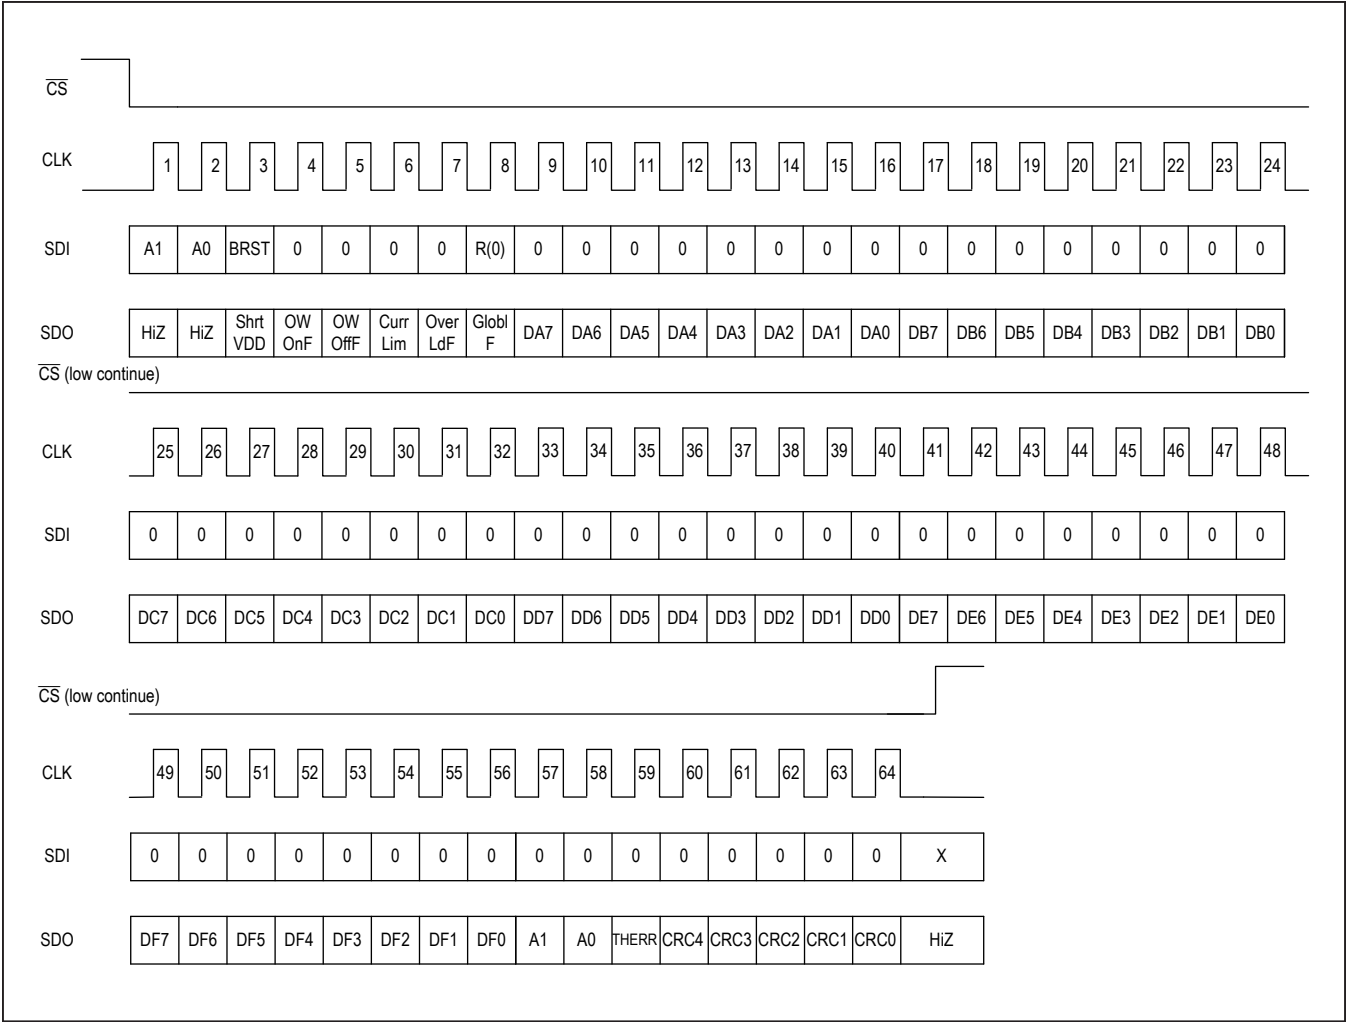 CS
CLK 1 2 3 4 5 6 7 8 9 10 11 12 13 14 15 16 17 18 19 20 21 22 23 24
SDI A1 A0 BRST 0 0 0 0 R(0) 0 0 0 0 0 0 0 0 0 0 0 0 0 0 0 0
SDO HiZ HiZ Shrt VDD OW OnF OW OffF Curr Lim Over LdF Globl F DA7 DA6 DA5 DA4 DA3 DA2 DA1 DA0 DB7 DB6 DB5 DB4 DB3 DB2 DB1 DB0
CS (low continue)
CLK 25 26 27 28 29 30 31 32 33 34 35 36 37 38 39 40 41 42 43 44 45 46 47 48
SDI 0 0 0 0 0 0 0 0 0 0 0 0 0 0 0 0 0 0 0 0 0 0 0 0
SDO DC7 DC6 DC5 DC4 DC3 DC2 DC1 DC0 DD7 DD6 DD5 DD4 DD3 DD2 DD1 DD0 DE7 DE6 DE5 DE4 DE3 DE2 DE1 DE0
CS (low continue)
CLK 49 50 51 52 53 54 55 56 57 58 59 60 61 62 63 64
SDI 0 0 0 0 0 0 0 0 0 0 0 0 0 0 0 0 X
SDO DF7 DF6 DF5 DF4 DF3 DF2 DF1 DF0 A1 A0 THERR CRC4 CRC3 CRC2 CRC1 CRC0 HiZ